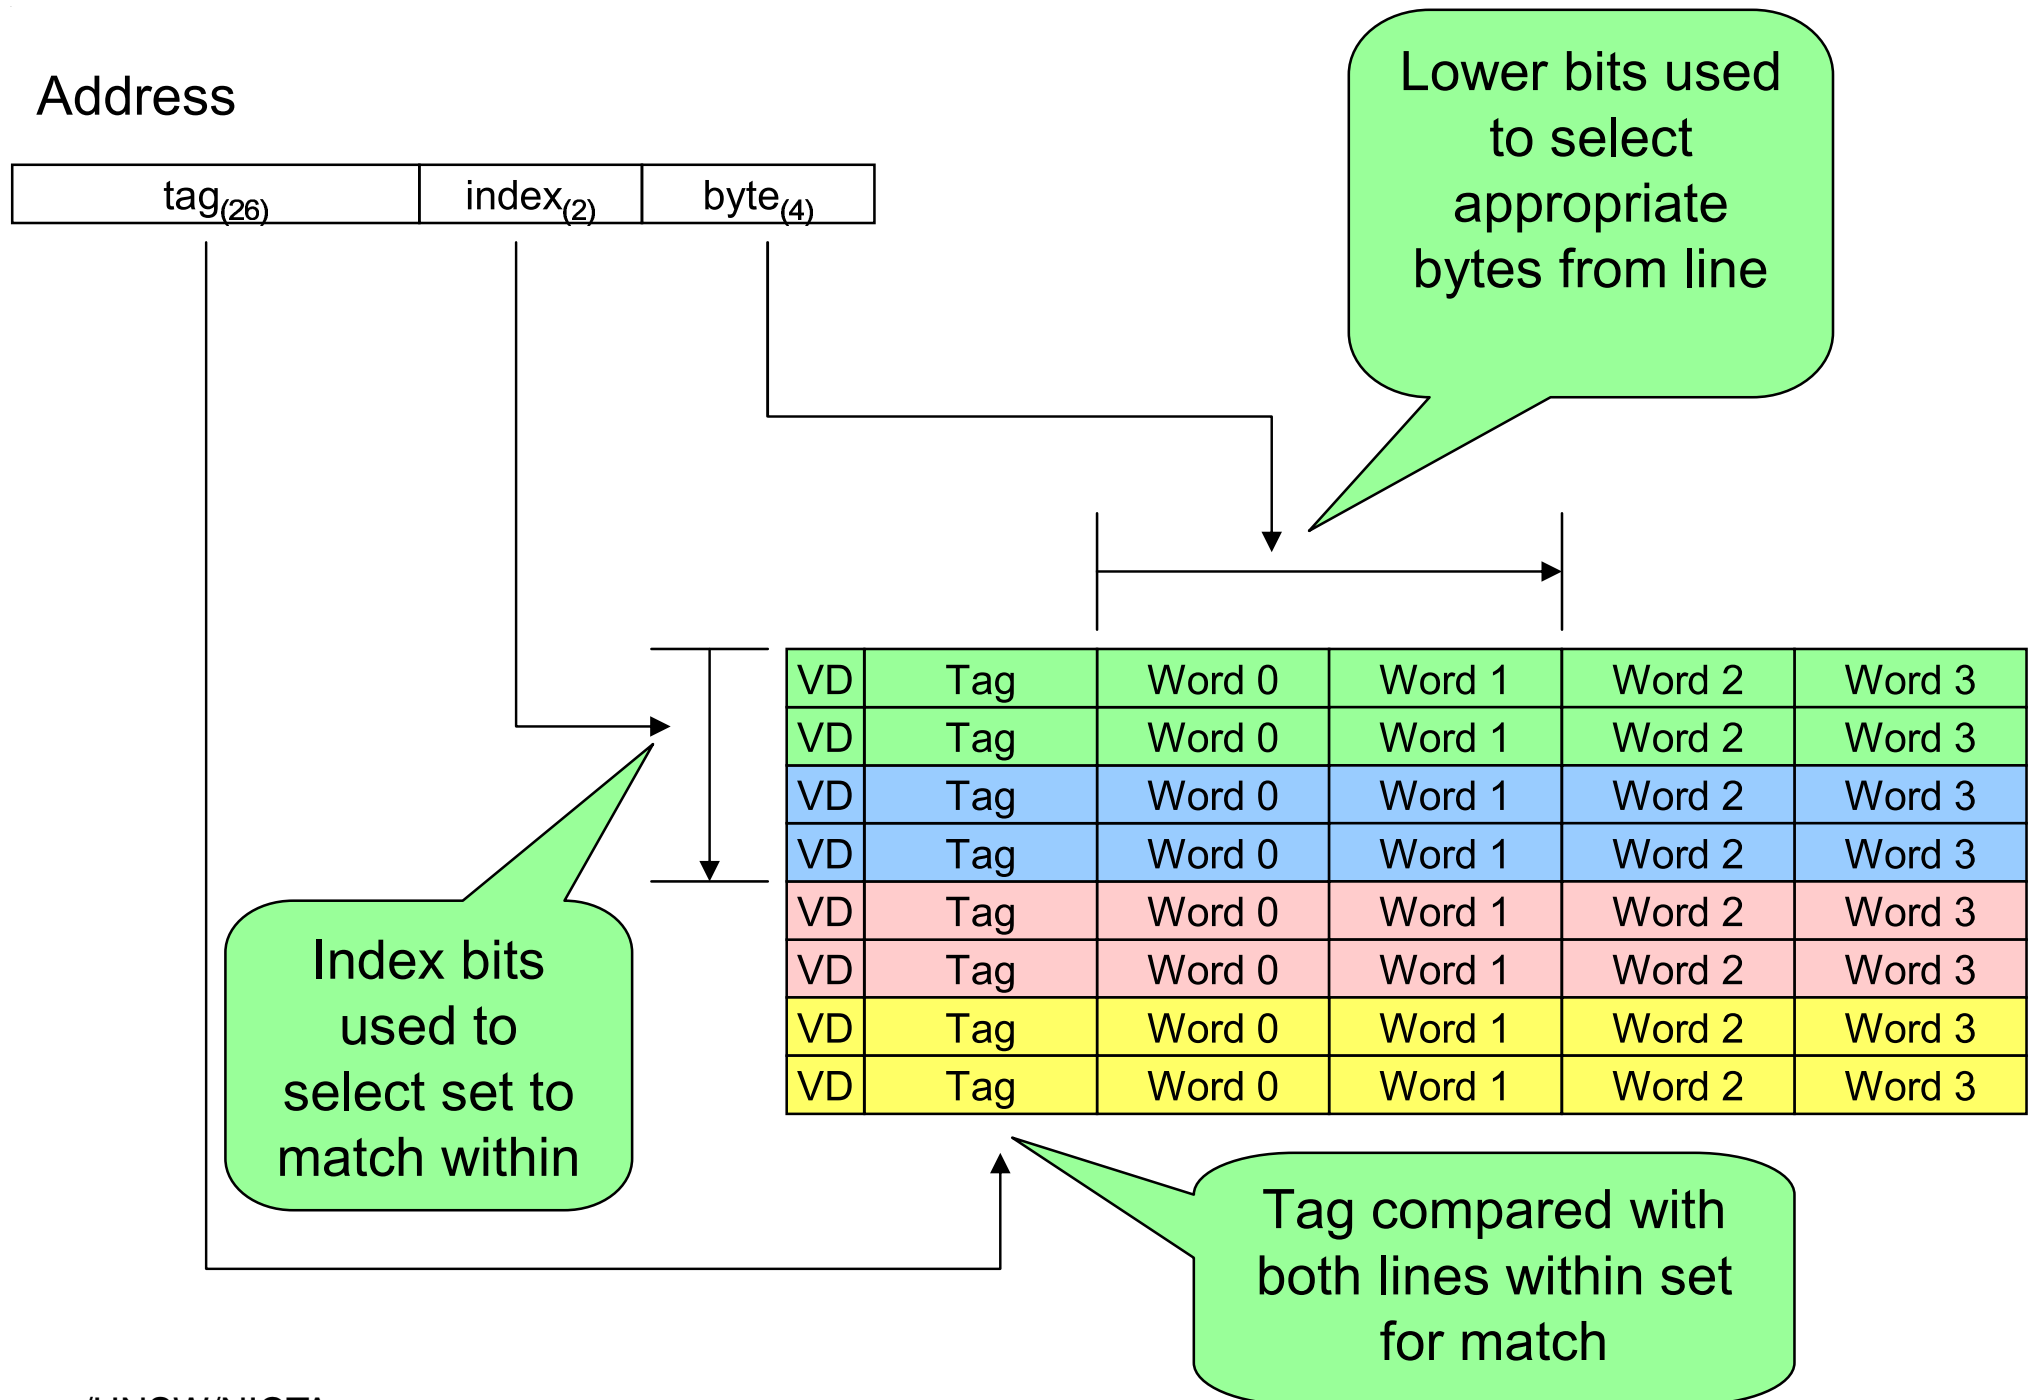 Address
tag(26) index(2) byte(4)
Lower bits used
to select
appropriate
bytes from line
VD Tag Word 0 Word 1 Word 2 Word 3
VD Tag Word 0 Word 1 Word 2 Word 3
VD Tag Word 0 Word 1 Word 2 Word 3
VD Tag Word 0 Word 1 Word 2 Word 3
VD Tag Word 0 Word 1 Word 2 Word 3
VD Tag Word 0 Word 1 Word 2 Word 3
VD Tag Word 0 Word 1 Word 2 Word 3
VD Tag Word 0 Word 1 Word 2 Word 3
Index bits
used to
select set to
match within
Tag compared with
both lines within set
for match